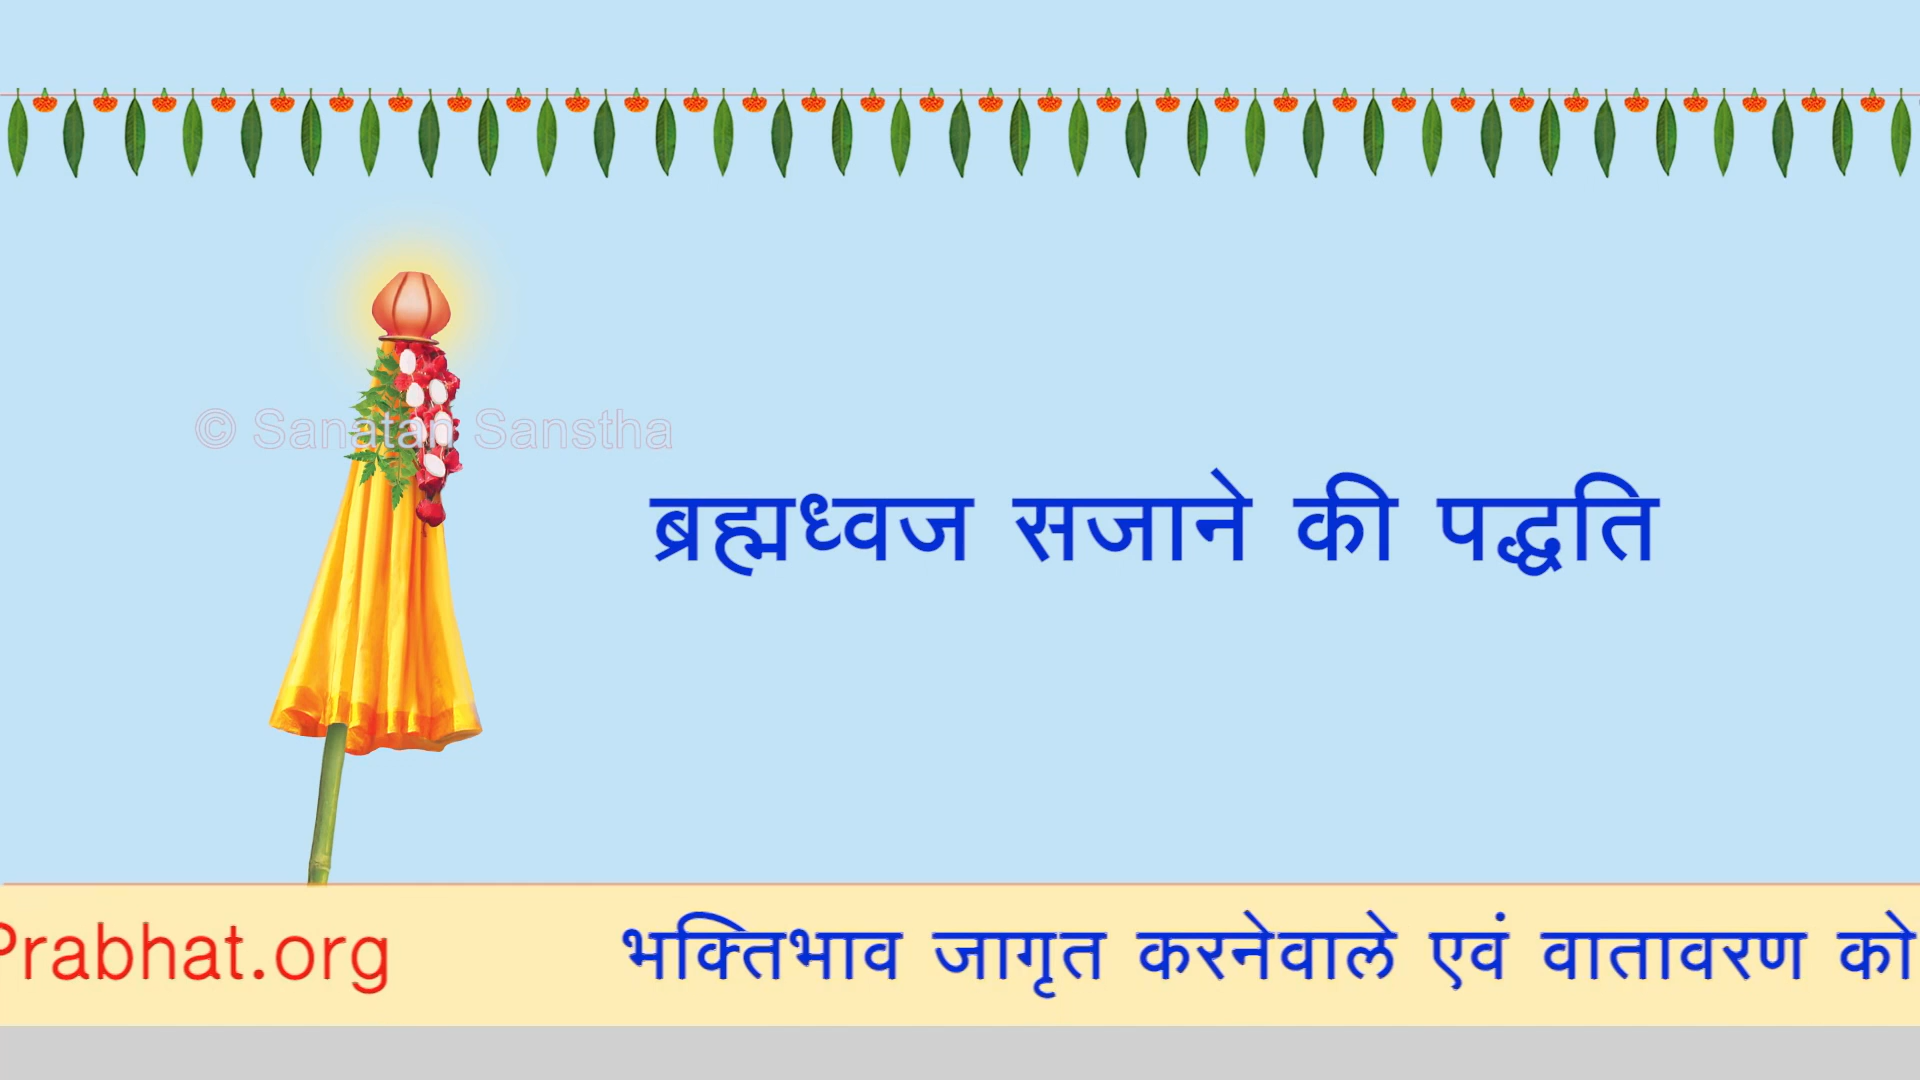 © Sanatan Sanstha
ब्रह्मध्वज सजाने की पद्धति
Prabhat.org भक्तिभाव जागृत करनेवाले एवं वातावरण को